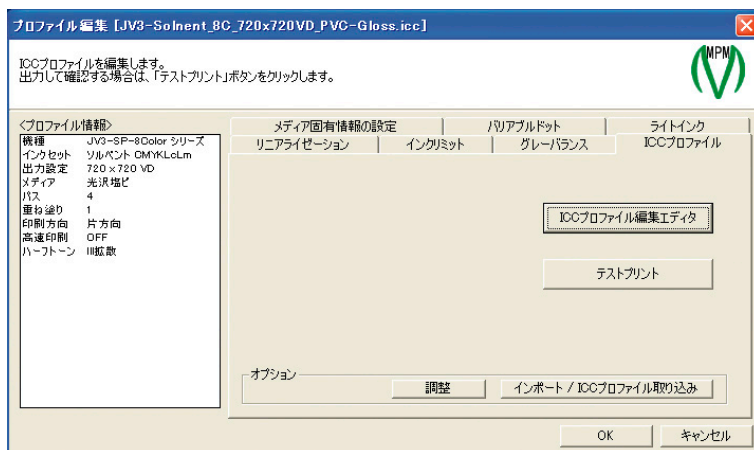 プロファイル編集 [JV3-Solnent_8C_720x720VD_PVC-Gloss.icc]
ICCプロファイルを編集します。
出力して確認する場合は、「テストプリント」ボタンをクリックします。
MPM
<プロファイル情報>
機種 JV3-SP-8Color シリーズ
インクセット ソルベント CMYKLcLm
出力設定 720 x 720 VD
メディア 光沢塩ビ
パス 4
重ね塗り 1
印刷方向 片方向
高速印刷 OFF
ハーフトーン Ill拡散
メディア固有情報の設定 バリアブルドット ライトインク
リニアライゼーション インクリミット グレーバランス ICCプロファイル
ICCプロファイル編集エディタ
テストプリント
オプション
調整 インポート / ICCプロファイル取り込み
OK キャンセル